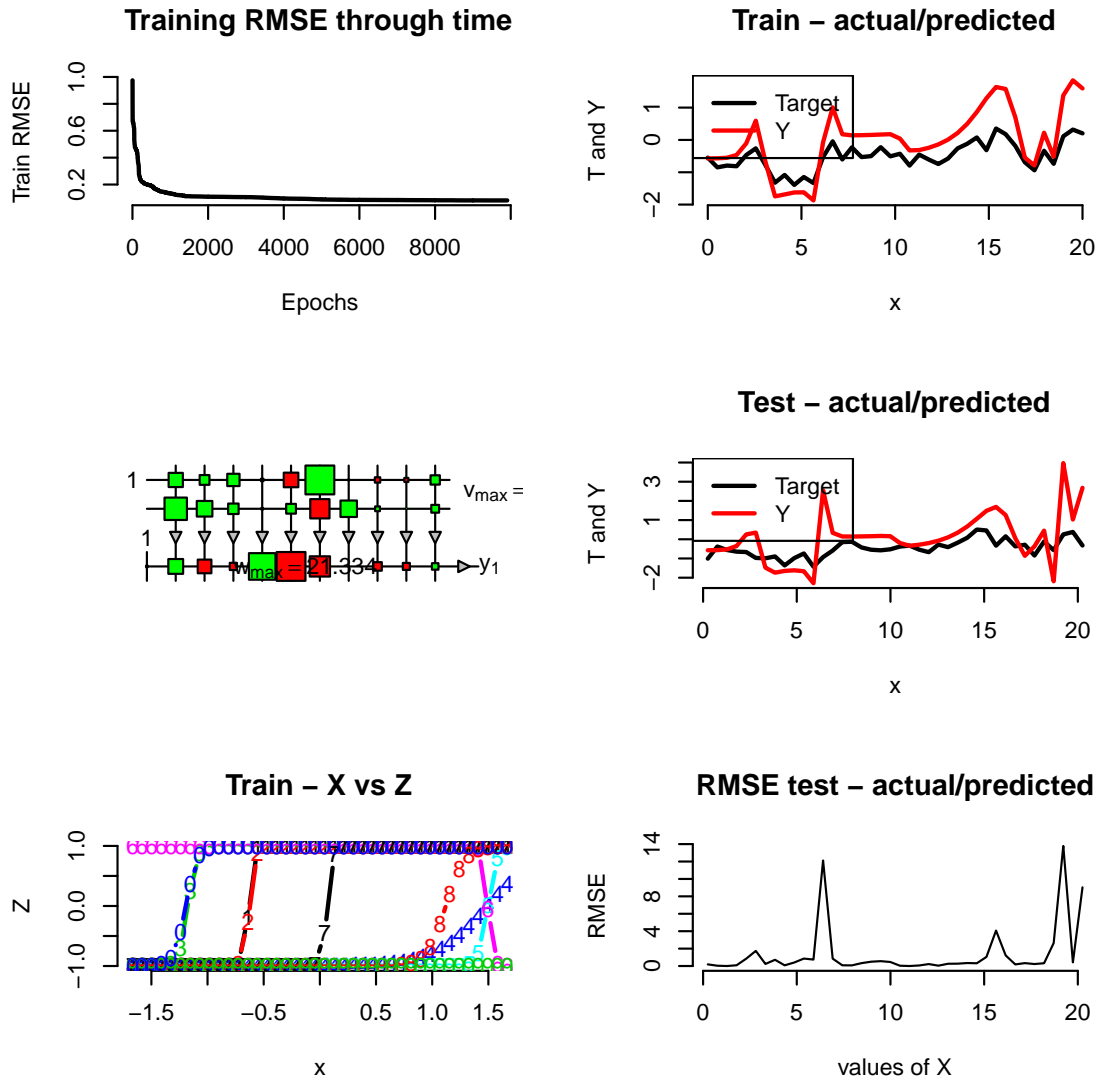 Training RMSE through time
Train RMSE
0.2
0.6
1.0
0 2000 4000 6000 8000
Epochs
Train − actual/predicted
T and Y
−2
0
1
Target
Y
0 5 10 15 20
x
1
1
vmax =
wmax = 21.334
y1
Test − actual/predicted
T and Y
−2
1
3
Target
Y
0 5 10 15 20
x
Train − X vs Z
Z
−1.0
0.0
1.0
−1.5 −0.5 0.5 1.0 1.5
x
RMSE test − actual/predicted
RMSE
0
4
8
14
0 5 10 15 20
values of X